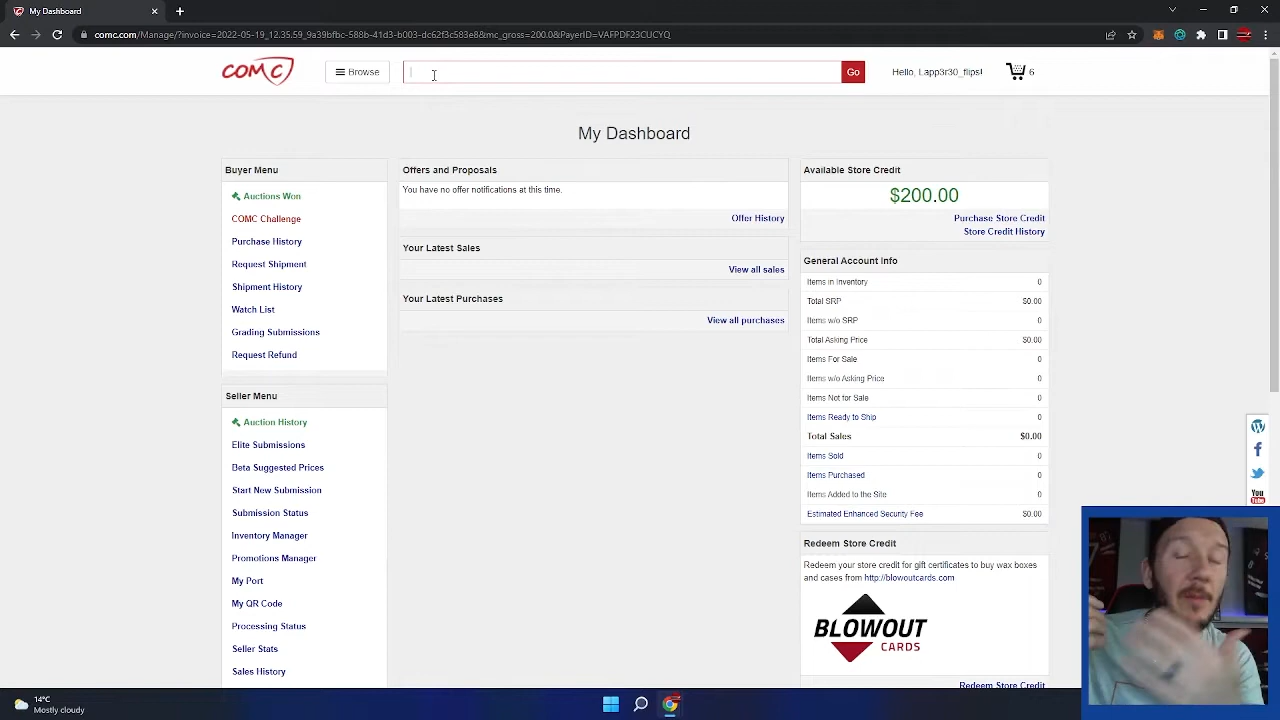 My Dashboard
comc.com/Manage/?invoice=2022-05-19_12.35.59_9a39bfbc-588b-41d3-b003-dc62f3c583e8&mc_gross=200.0&PayerID=VAFPDF23CUCYQ
COMC
Browse
Go
Hello, Lapp3r30_flips!
6
My Dashboard
Buyer Menu
Auctions Won
COMC Challenge
Purchase History
Request Shipment
Shipment History
Watch List
Grading Submissions
Request Refund
Seller Menu
Auction History
Elite Submissions
Beta Suggested Prices
Start New Submission
Submission Status
Inventory Manager
Promotions Manager
My Port
My QR Code
Processing Status
Seller Stats
Sales History
Offers and Proposals
You have no offer notifications at this time.
Offer History
Your Latest Sales
View all sales
Your Latest Purchases
View all purchases
Available Store Credit
$200.00
Purchase Store Credit
Store Credit History
General Account Info
Items in Inventory 0
Total SRP $0.00
Items w/o SRP 0
Total Asking Price $0.00
Items For Sale 0
Items w/o Asking Price 0
Items Not for Sale 0
Items Ready to Ship 0
Total Sales $0.00
Items Sold 0
Items Purchased 0
Items Added to the Site 0
Estimated Enhanced Security Fee $0.00
Redeem Store Credit
Redeem your store credit for gift certificates to buy wax boxes
and cases from http://blowoutcards.com
BLOWOUT
CARDS
Redeem Store Credit
You
Tube
14°C
Mostly cloudy